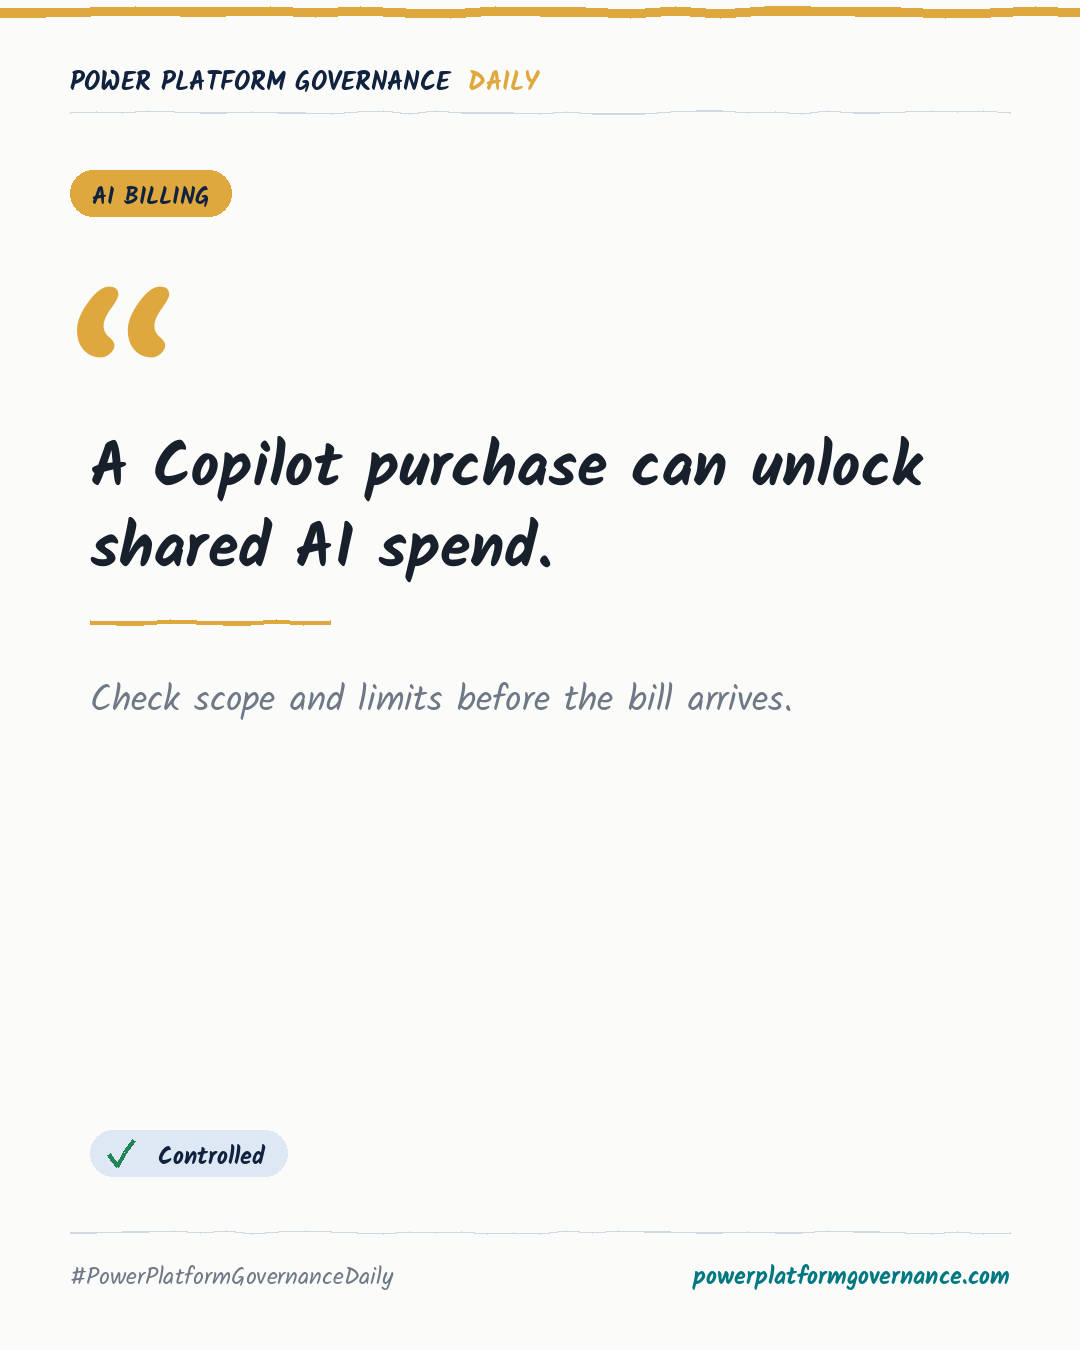 POWER PLATFORM GOVERNANCE DAILY
AI BILLING
“
A Copilot purchase can unlock
shared AI spend.
Check scope and limits before the bill arrives.
✓ Controlled
#PowerPlatformGovernanceDaily
powerplatformgovernance.com